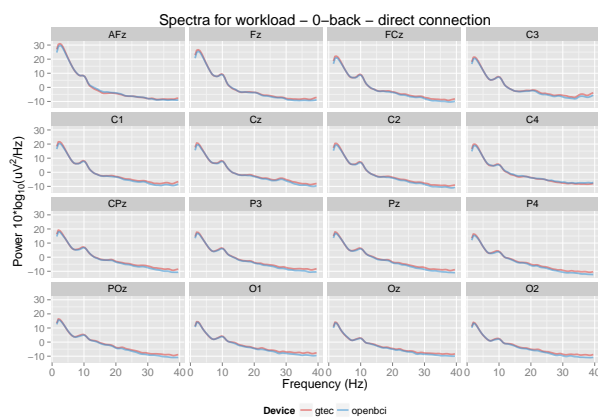 Spectra for workload – 0–back – direct connection
AFz Fz FCz C3
C1 Cz C2 C4
CPz P3 Pz P4
POz O1 Oz O2
Power 10*log10(uV²/Hz)
30
20
10
0
−10
30
20
10
0
−10
30
20
10
0
−10
30
20
10
0
−10
0 10 20 30 40 0 10 20 30 40 0 10 20 30 40 0 10 20 30 40
Frequency (Hz)
Device gtec openbci